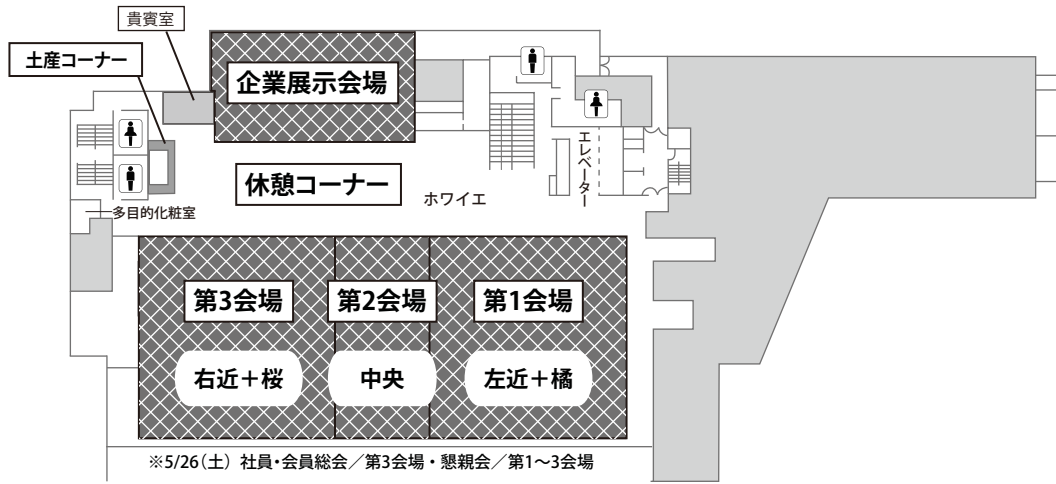 貴賓室
土産コーナー
企業展示会場
休憩コーナー
ホワイエ
エレベーター
多目的化粧室
第3会場
第2会場
第1会場
右近＋桜
中央
左近＋橘
※5/26（土） 社員・会員総会／第3会場・懇親会／第1～3会場